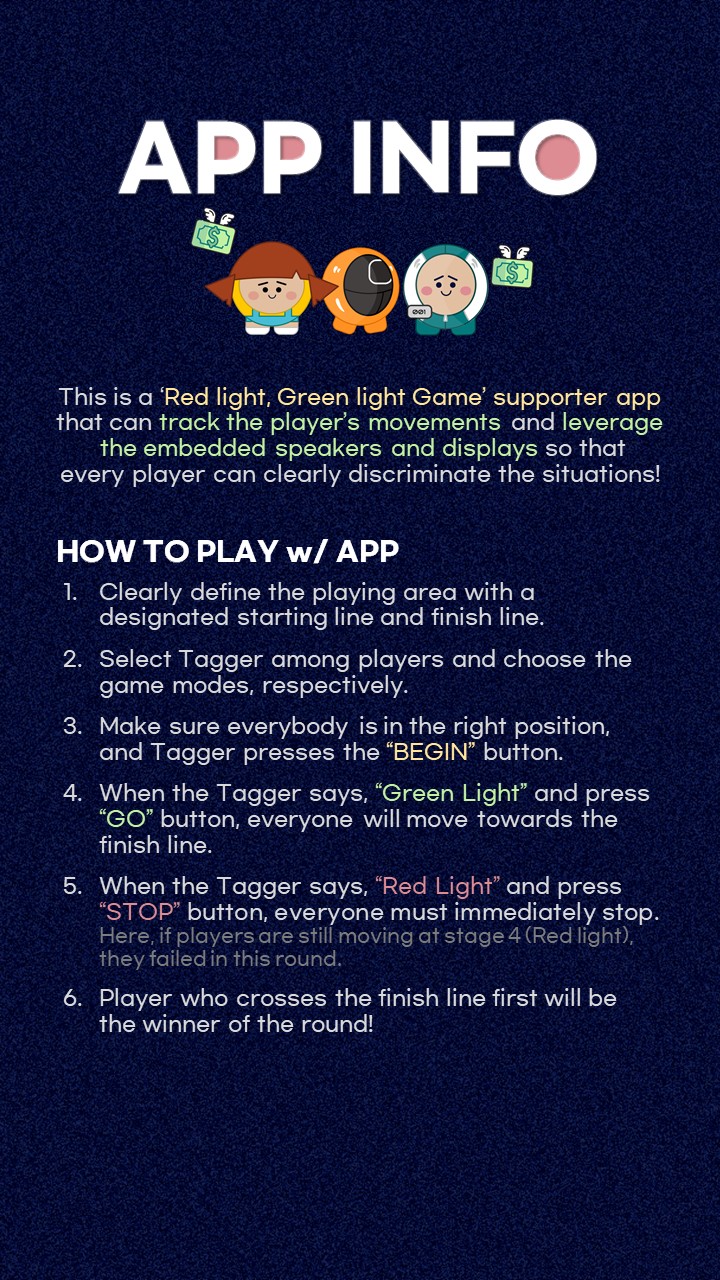 APP INFO
001
This is a ‘Red light, Green light Game’ supporter app
that can track the player’s movements and leverage
the embedded speakers and displays so that
every player can clearly discriminate the situations!
HOW TO PLAY w/ APP
1. Clearly define the playing area with a
designated starting line and finish line.
2. Select Tagger among players and choose the
game modes, respectively.
3. Make sure everybody is in the right position,
and Tagger presses the “BEGIN” button.
4. When the Tagger says, “Green Light” and press
“GO” button, everyone will move towards the
finish line.
5. When the Tagger says, “Red Light” and press
“STOP” button, everyone must immediately stop.
Here, if players are still moving at stage 4 (Red light),
they failed in this round.
6. Player who crosses the finish line first will be
the winner of the round!